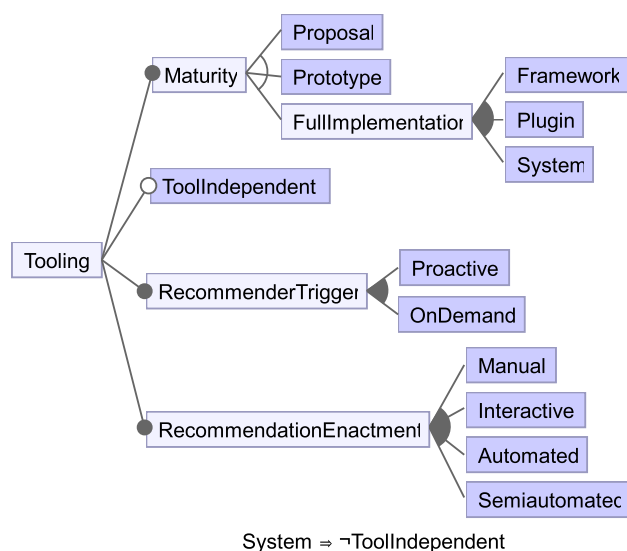 Proposal
Maturity
Prototype
FullImplementation
Framework
Plugin
System
ToolIndependent
Tooling
RecommenderTrigger
Proactive
OnDemand
RecommendationEnactment
Manual
Interactive
Automated
Semiautomated
System ⇒ ¬ToolIndependent